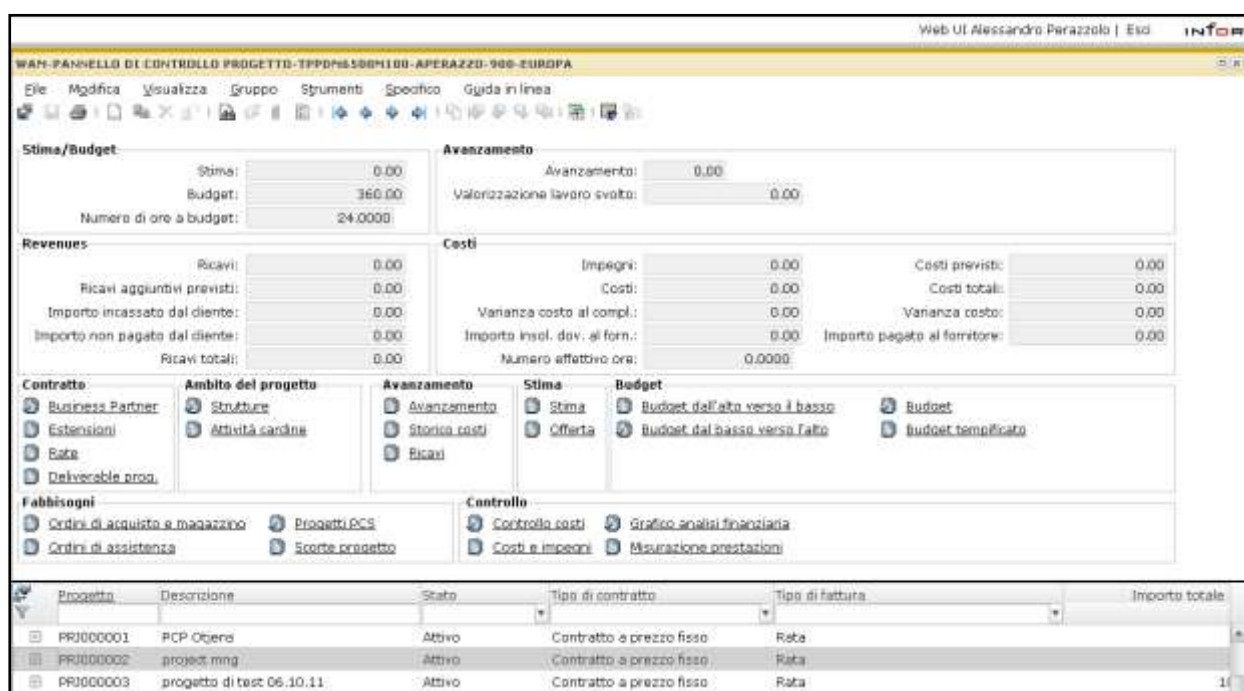 Web UI Alessandro Perazzolo | Esci infor
WAN-PANNELLO DI CONTROLLO PROGETTO-TPPDM6500M100-APERAZZO-900-EUROPA
File Modifica Visualizza Gruppo Strumenti Specifico Guida in linea
Stima/Budget Avanzamento
Stima: 0.00 Avanzamento: 0.00
Budget: 360.00 Valorizzazione lavoro svolto: 0.00
Numero di ore a budget: 24.0000
Revenues Costi
Ricavi: 0.00 Impegni: 0.00 Costi previsti: 0.00
Ricavi aggiuntivi previsti: 0.00 Costi: 0.00 Costi totali: 0.00
Importo incassato dal cliente: 0.00 Varianza costo al compl.: 0.00 Varianza costo: 0.00
Importo non pagato dal cliente: 0.00 Importo insol. dov. al forn.: 0.00 Importo pagato al fornitore: 0.00
Ricavi totali: 0.00 Numero effettivo ore: 0.0000
Contratto Ambito del progetto Avanzamento Stima Budget
Business Partner Strutture Avanzamento Stima Budget dall'alto verso il basso Budget
Estensioni Attività cardine Storico costi Offerta Budget dal basso verso l'alto Budget tempificato
Rate Ricavi
Deliverable prog.
Fabbisogni Controllo
Ordini di acquisto e magazzino Progetti PCS Controllo costi Grafico analisi finanziaria
Ordini di assistenza Scorte progetto Costi e impegni Misurazione prestazioni
Progetto Descrizione Stato Tipo di contratto Tipo di fattura Importo totale
PRJ000001 PCP Otjens Attivo Contratto a prezzo fisso Rata
PRJ000002 project mng Attivo Contratto a prezzo fisso Rata
PRJ000003 progetto di test 06.10.11 Attivo Contratto a prezzo fisso Rata